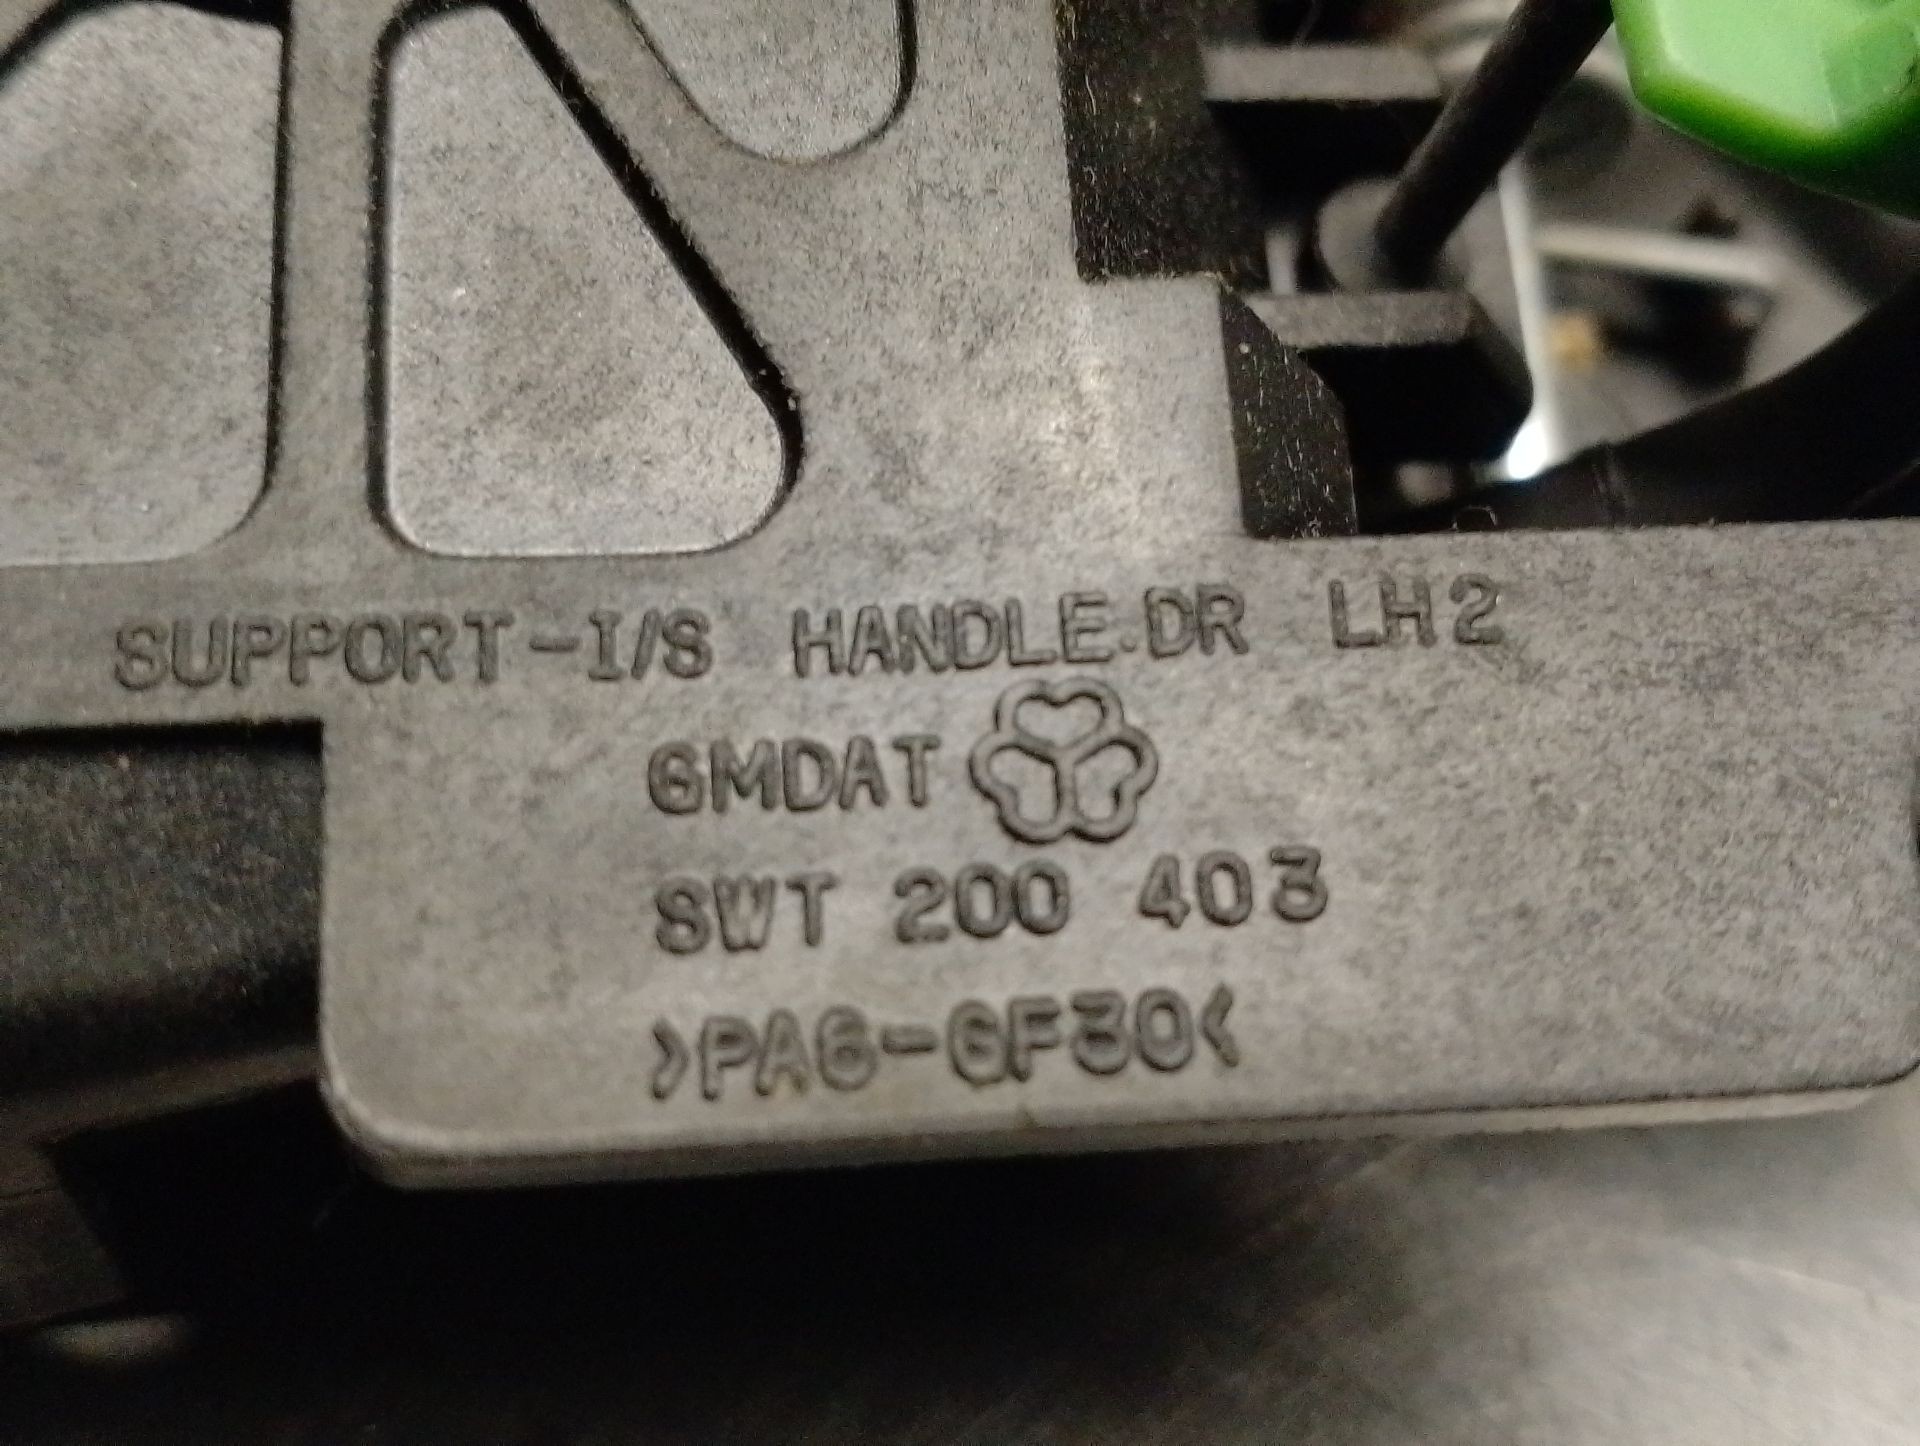 SUPPORT-I/S HANDLE.DR LH2
GMDAT
SWT 200 403
>PA6-GF30<